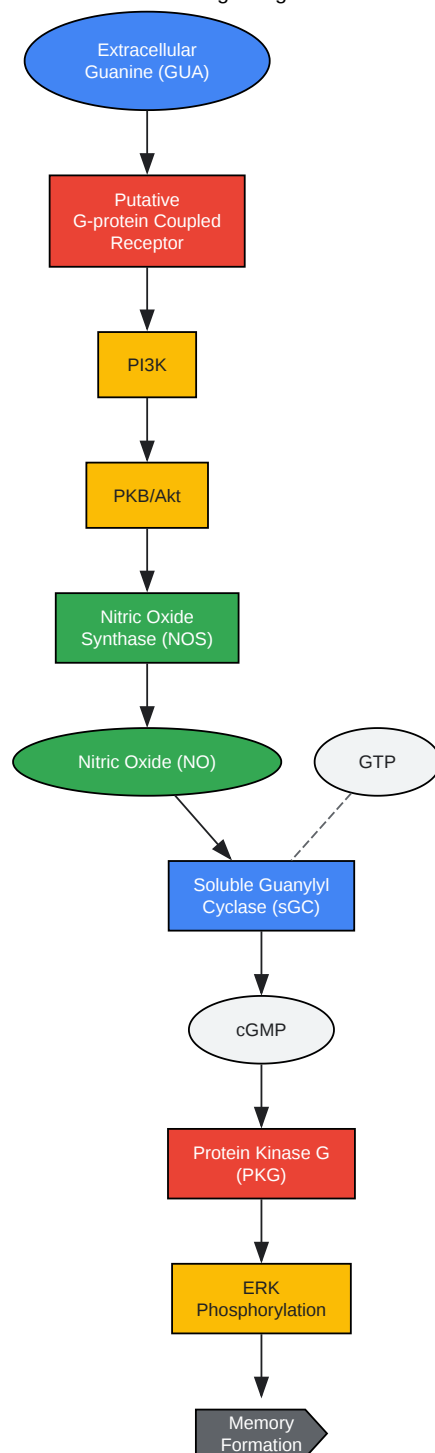 Extracellular
Guanine (GUA)
Putative
G-protein Coupled
Receptor
PI3K
PKB/Akt
Nitric Oxide
Synthase (NOS)
Nitric Oxide (NO)
GTP
Soluble Guanylyl
Cyclase (sGC)
cGMP
Protein Kinase G
(PKG)
ERK
Phosphorylation
Memory
Formation